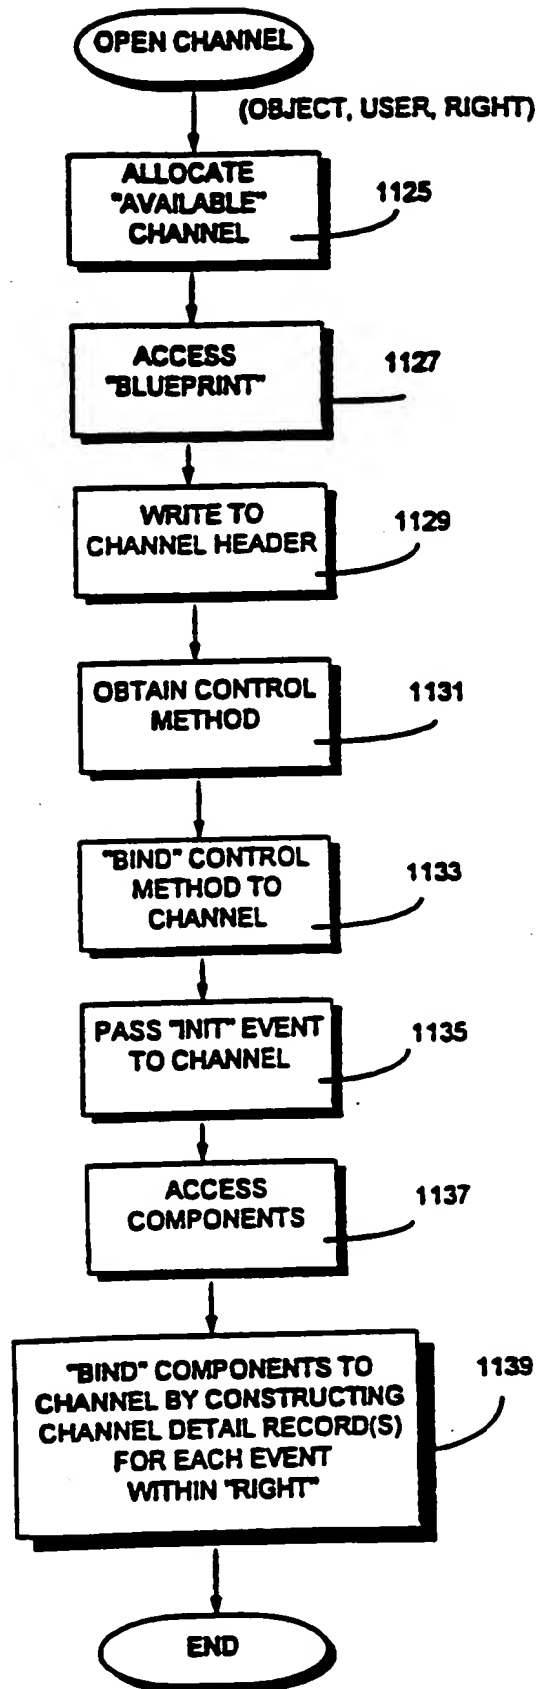 OPEN CHANNEL
(OBJECT, USER, RIGHT)
ALLOCATE
"AVAILABLE"
CHANNEL
1125
ACCESS
"BLUEPRINT"
1127
WRITE TO
CHANNEL HEADER
1129
OBTAIN CONTROL
METHOD
1131
"BIND" CONTROL
METHOD TO
CHANNEL
1133
PASS "INIT" EVENT
TO CHANNEL
1135
ACCESS
COMPONENTS
1137
"BIND" COMPONENTS TO
CHANNEL BY CONSTRUCTING
CHANNEL DETAIL RECORD(S)
FOR EACH EVENT
WITHIN "RIGHT"
1139
END